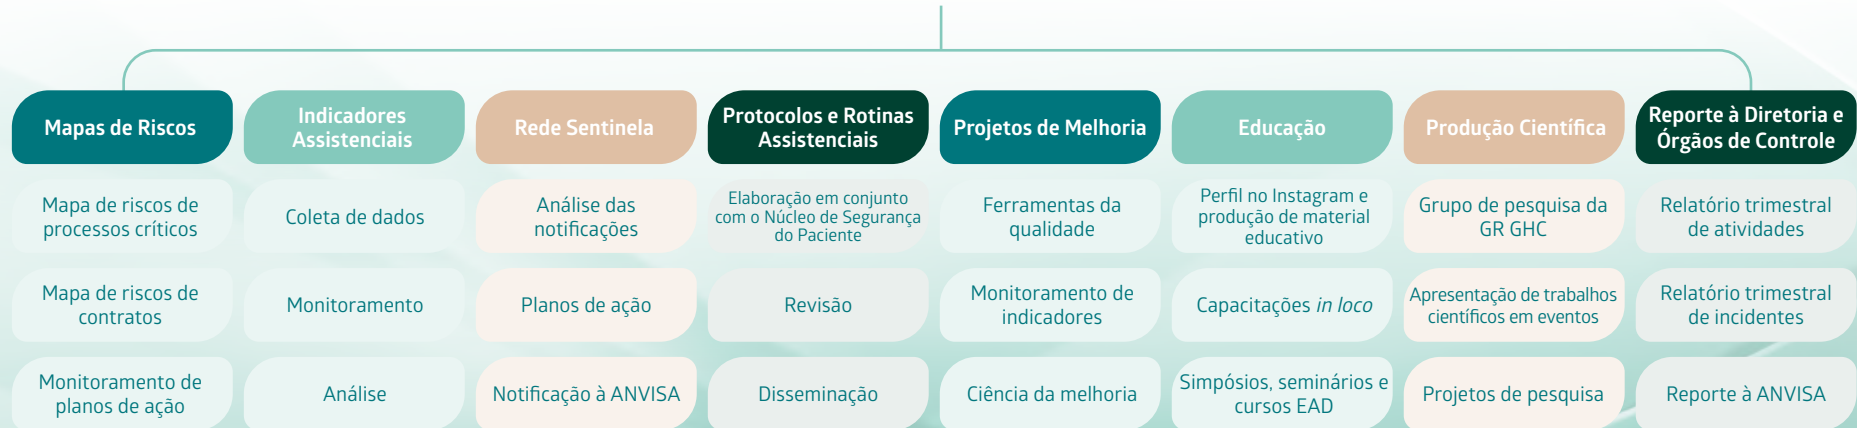 Mapas de Riscos
Mapa de riscos de
processos críticos
Mapa de riscos de
contratos
Monitoramento de
planos de ação
Indicadores
Assistenciais
Coleta de dados
Monitoramento
Análise
Rede Sentinela
Análise das
notificações
Planos de ação
Notificação à ANVISA
Protocolos e Rotinas
Assistenciais
Elaboração em conjunto
com o Núcleo de Segurança
do Paciente
Revisão
Disseminação
Projetos de Melhoria
Ferramentas da
qualidade
Monitoramento de
indicadores
Ciência da melhoria
Educação
Perfil no Instagram e
produção de material
educativo
Capacitações in loco
Simpósios, seminários e
cursos EAD
Produção Científica
Grupo de pesquisa da
GR GHC
Apresentação de trabalhos
científicos em eventos
Projetos de pesquisa
Reporte à Diretoria e
Órgãos de Controle
Relatório trimestral
de atividades
Relatório trimestral
de incidentes
Reporte à ANVISA